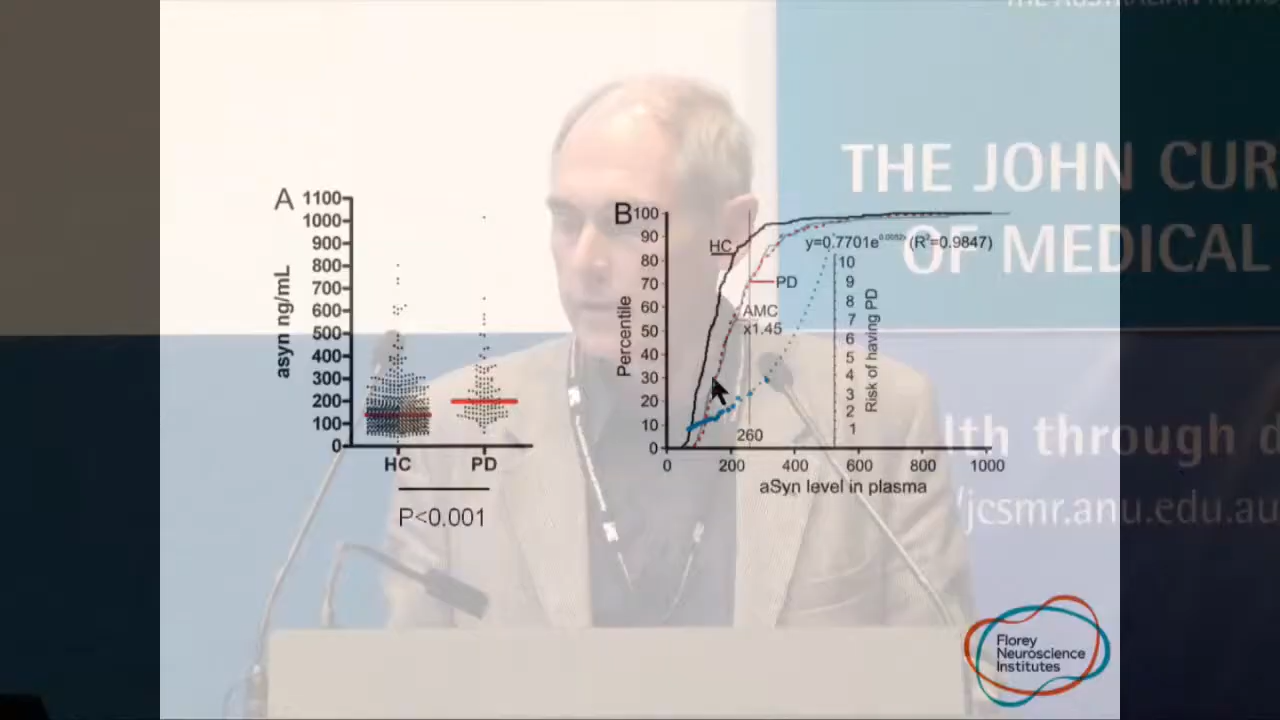 THE JOHN CUR
OF MEDICAL
lth through d
/jcsmr.anu.edu.au
A
1100
1000
900
800
700
600
500
400
300
200
100
0
asyn ng/mL
HC
PD
P<0.001
B
100
90
80
70
60
50
40
30
20
10
0
Percentile
HC
PD
AMC
x1.45
260
y=0.7701e^0.0052x (R²=0.9847)
10
9
8
7
6
5
4
3
2
1
Risk of having PD
0
200
400
600
800
1000
aSyn level in plasma
Florey
Neuroscience
Institutes